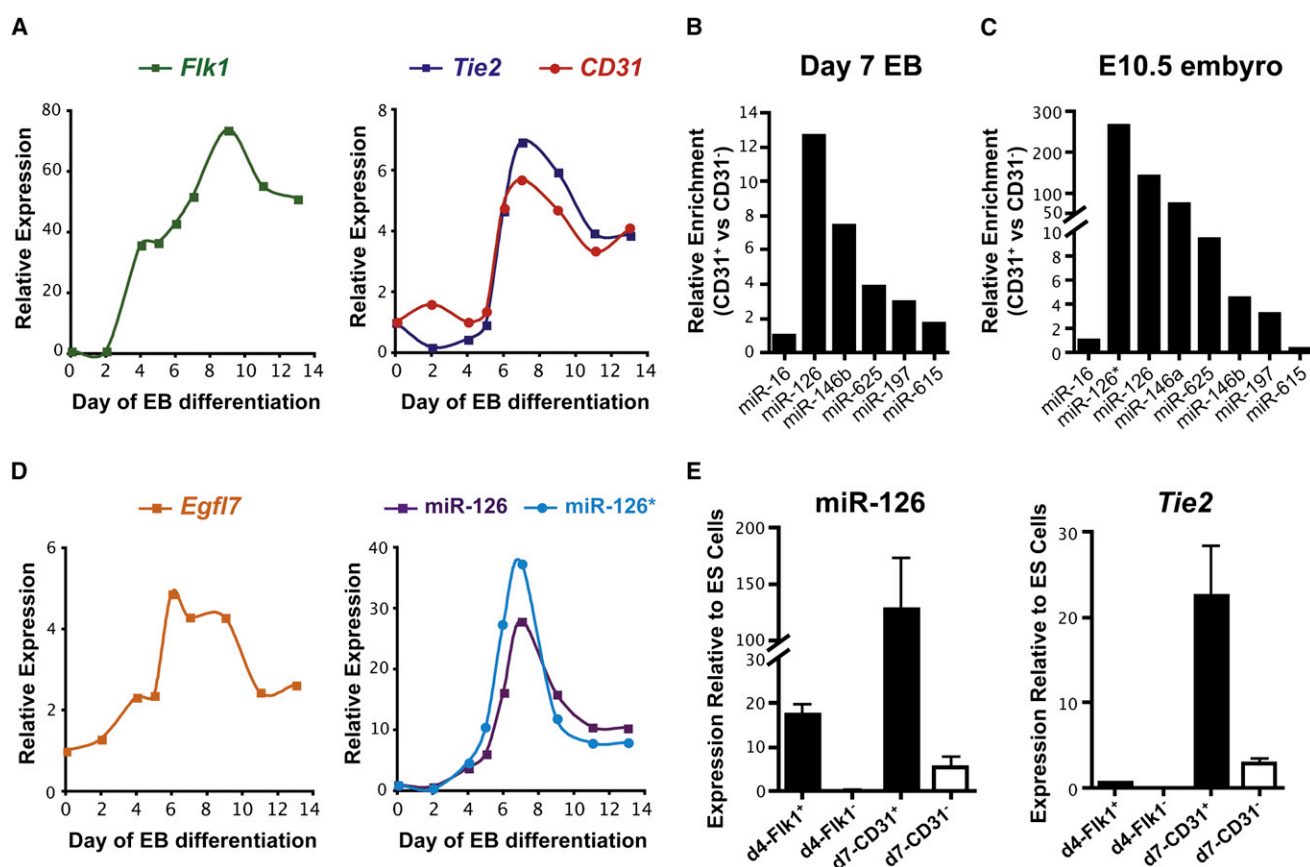 A
Flk1
Relative Expression
80
60
40
20
0
0 2 4 6 8 10 12 14
Day of EB differentiation
Tie2 CD31
Relative Expression
8
6
4
2
0
0 2 4 6 8 10 12 14
Day of EB differentiation
B
Day 7 EB
Relative Enrichment
(CD31+ vs CD31-)
14
12
10
8
6
4
2
0
miR-16
miR-126
miR-146b
miR-625
miR-197
miR-615
C
E10.5 embyro
Relative Enrichment
(CD31+ vs CD31-)
300
200
100
50
10
8
6
4
2
0
miR-16
miR-126*
miR-126
miR-146a
miR-625
miR-146b
miR-197
miR-615
D
Egfl7
Relative Expression
6
4
2
0
0 2 4 6 8 10 12 14
Day of EB differentiation
miR-126 miR-126*
Relative Expression
40
30
20
10
0
0 2 4 6 8 10 12 14
Day of EB differentiation
E
miR-126
Expression Relative to ES Cells
200
150
100
30
20
10
0
d4-Flk1+
d4-Flk1-
d7-CD31+
d7-CD31-
Tie2
Expression Relative to ES Cells
30
20
10
0
d4-Flk1+
d4-Flk1-
d7-CD31+
d7-CD31-